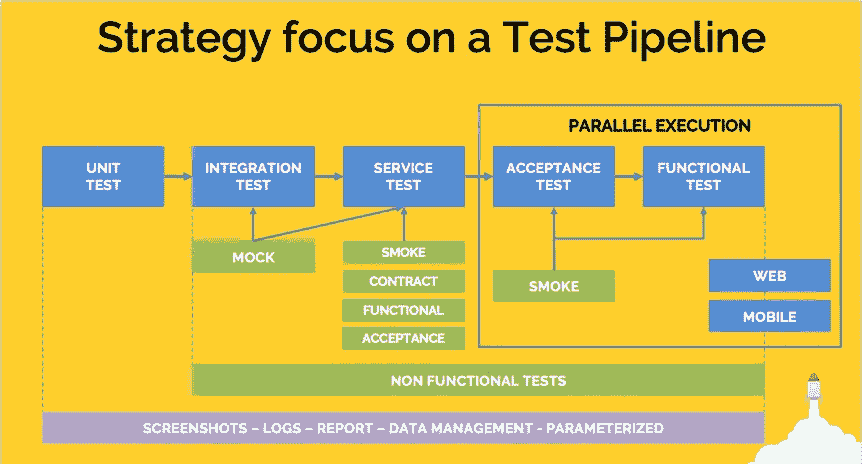 Strategy focus on a Test Pipeline
PARALLEL EXECUTION
UNIT
TEST
INTEGRATION
TEST
SERVICE
TEST
ACCEPTANCE
TEST
FUNCTIONAL
TEST
MOCK
SMOKE
CONTRACT
FUNCTIONAL
ACCEPTANCE
SMOKE
WEB
MOBILE
NON FUNCTIONAL TESTS
SCREENSHOTS – LOGS – REPORT – DATA MANAGEMENT - PARAMETERIZED